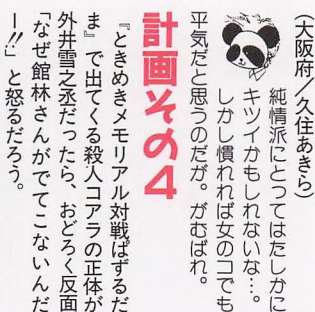 （大阪府／久住あきら）
純情派にとってはたしかに
キツイかもしれないな…。
しかし慣れれば女のコでも
平気だと思うのだが。がむばれ。
計画その4
『ときめきメモリアル対戦ぱずるだ
ま』で出てくる殺人コアラの正体が
外井雪之丞だったら、おどろく反面
「なぜ館林さんがでてこないんだ
ー!!」と怒るだろう。